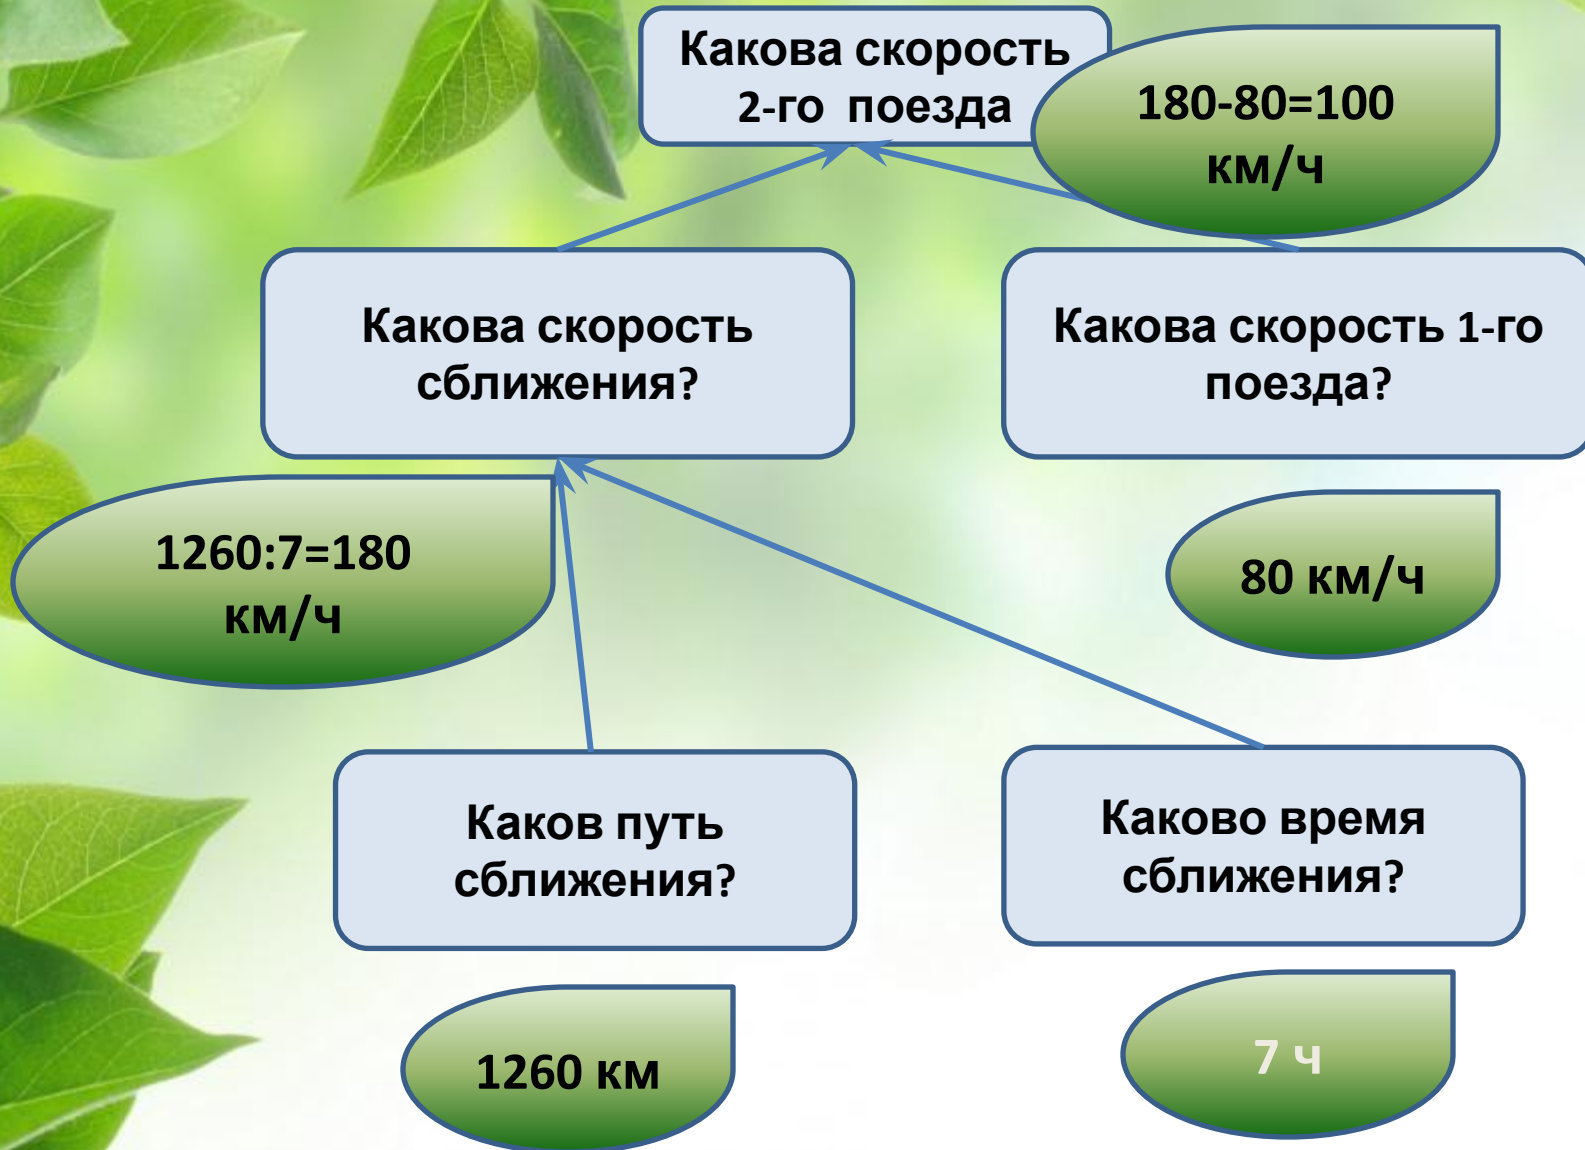 Какова скорость
2-го поезда
180-80=100
км/ч
Какова скорость
сближения?
Какова скорость 1-го
поезда?
1260:7=180
км/ч
80 км/ч
Каков путь
сближения?
Каково время
сближения?
1260 км
7 ч